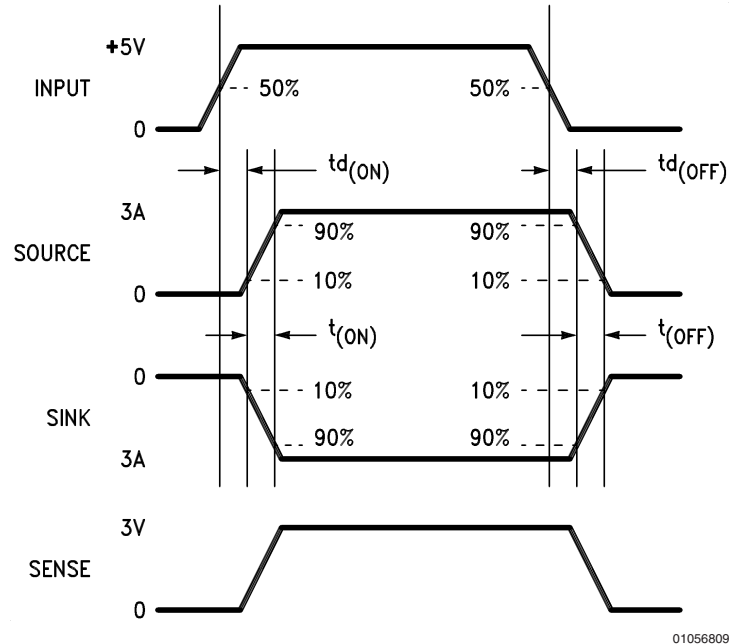 +5V
INPUT
50%
50%
0
td(ON)
td(OFF)
3A
90%
90%
SOURCE
10%
10%
0
t(ON)
t(OFF)
0
10%
10%
SINK
90%
90%
3A
3V
SENSE
0
01056809